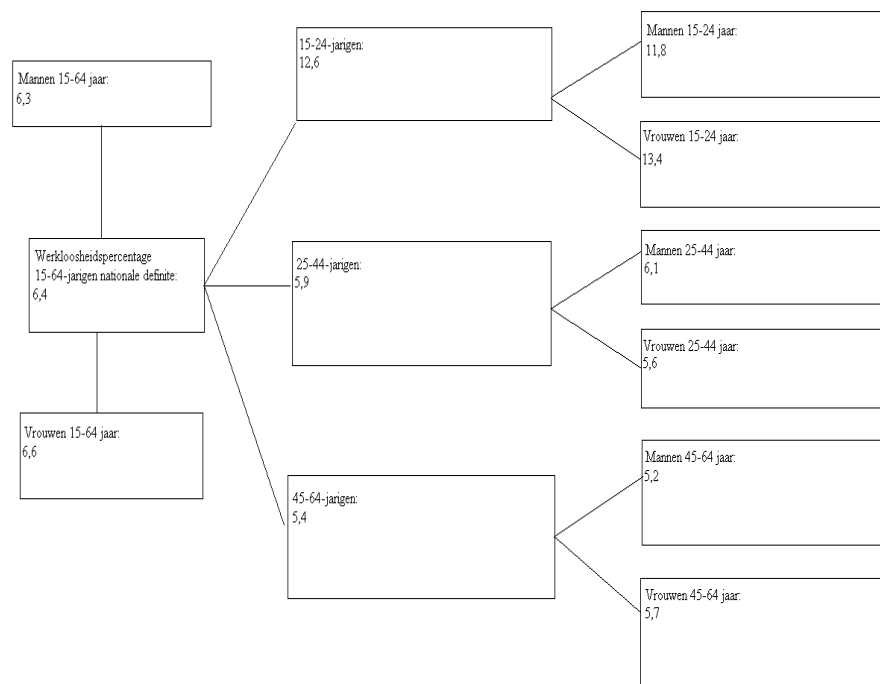 Mannen 15-64 jaar:
6,3
Werkloosheidspercentage
15-64-jarigen nationale definite:
6,4
Vrouwen 15-64 jaar:
6,6
15-24-jarigen:
12,6
25-44-jarigen:
5,9
45-64-jarigen:
5,4
Mannen 15-24 jaar:
11,8
Vrouwen 15-24 jaar:
13,4
Mannen 25-44 jaar:
6,1
Vrouwen 25-44 jaar:
5,6
Mannen 45-64 jaar:
5,2
Vrouwen 45-64 jaar:
5,7